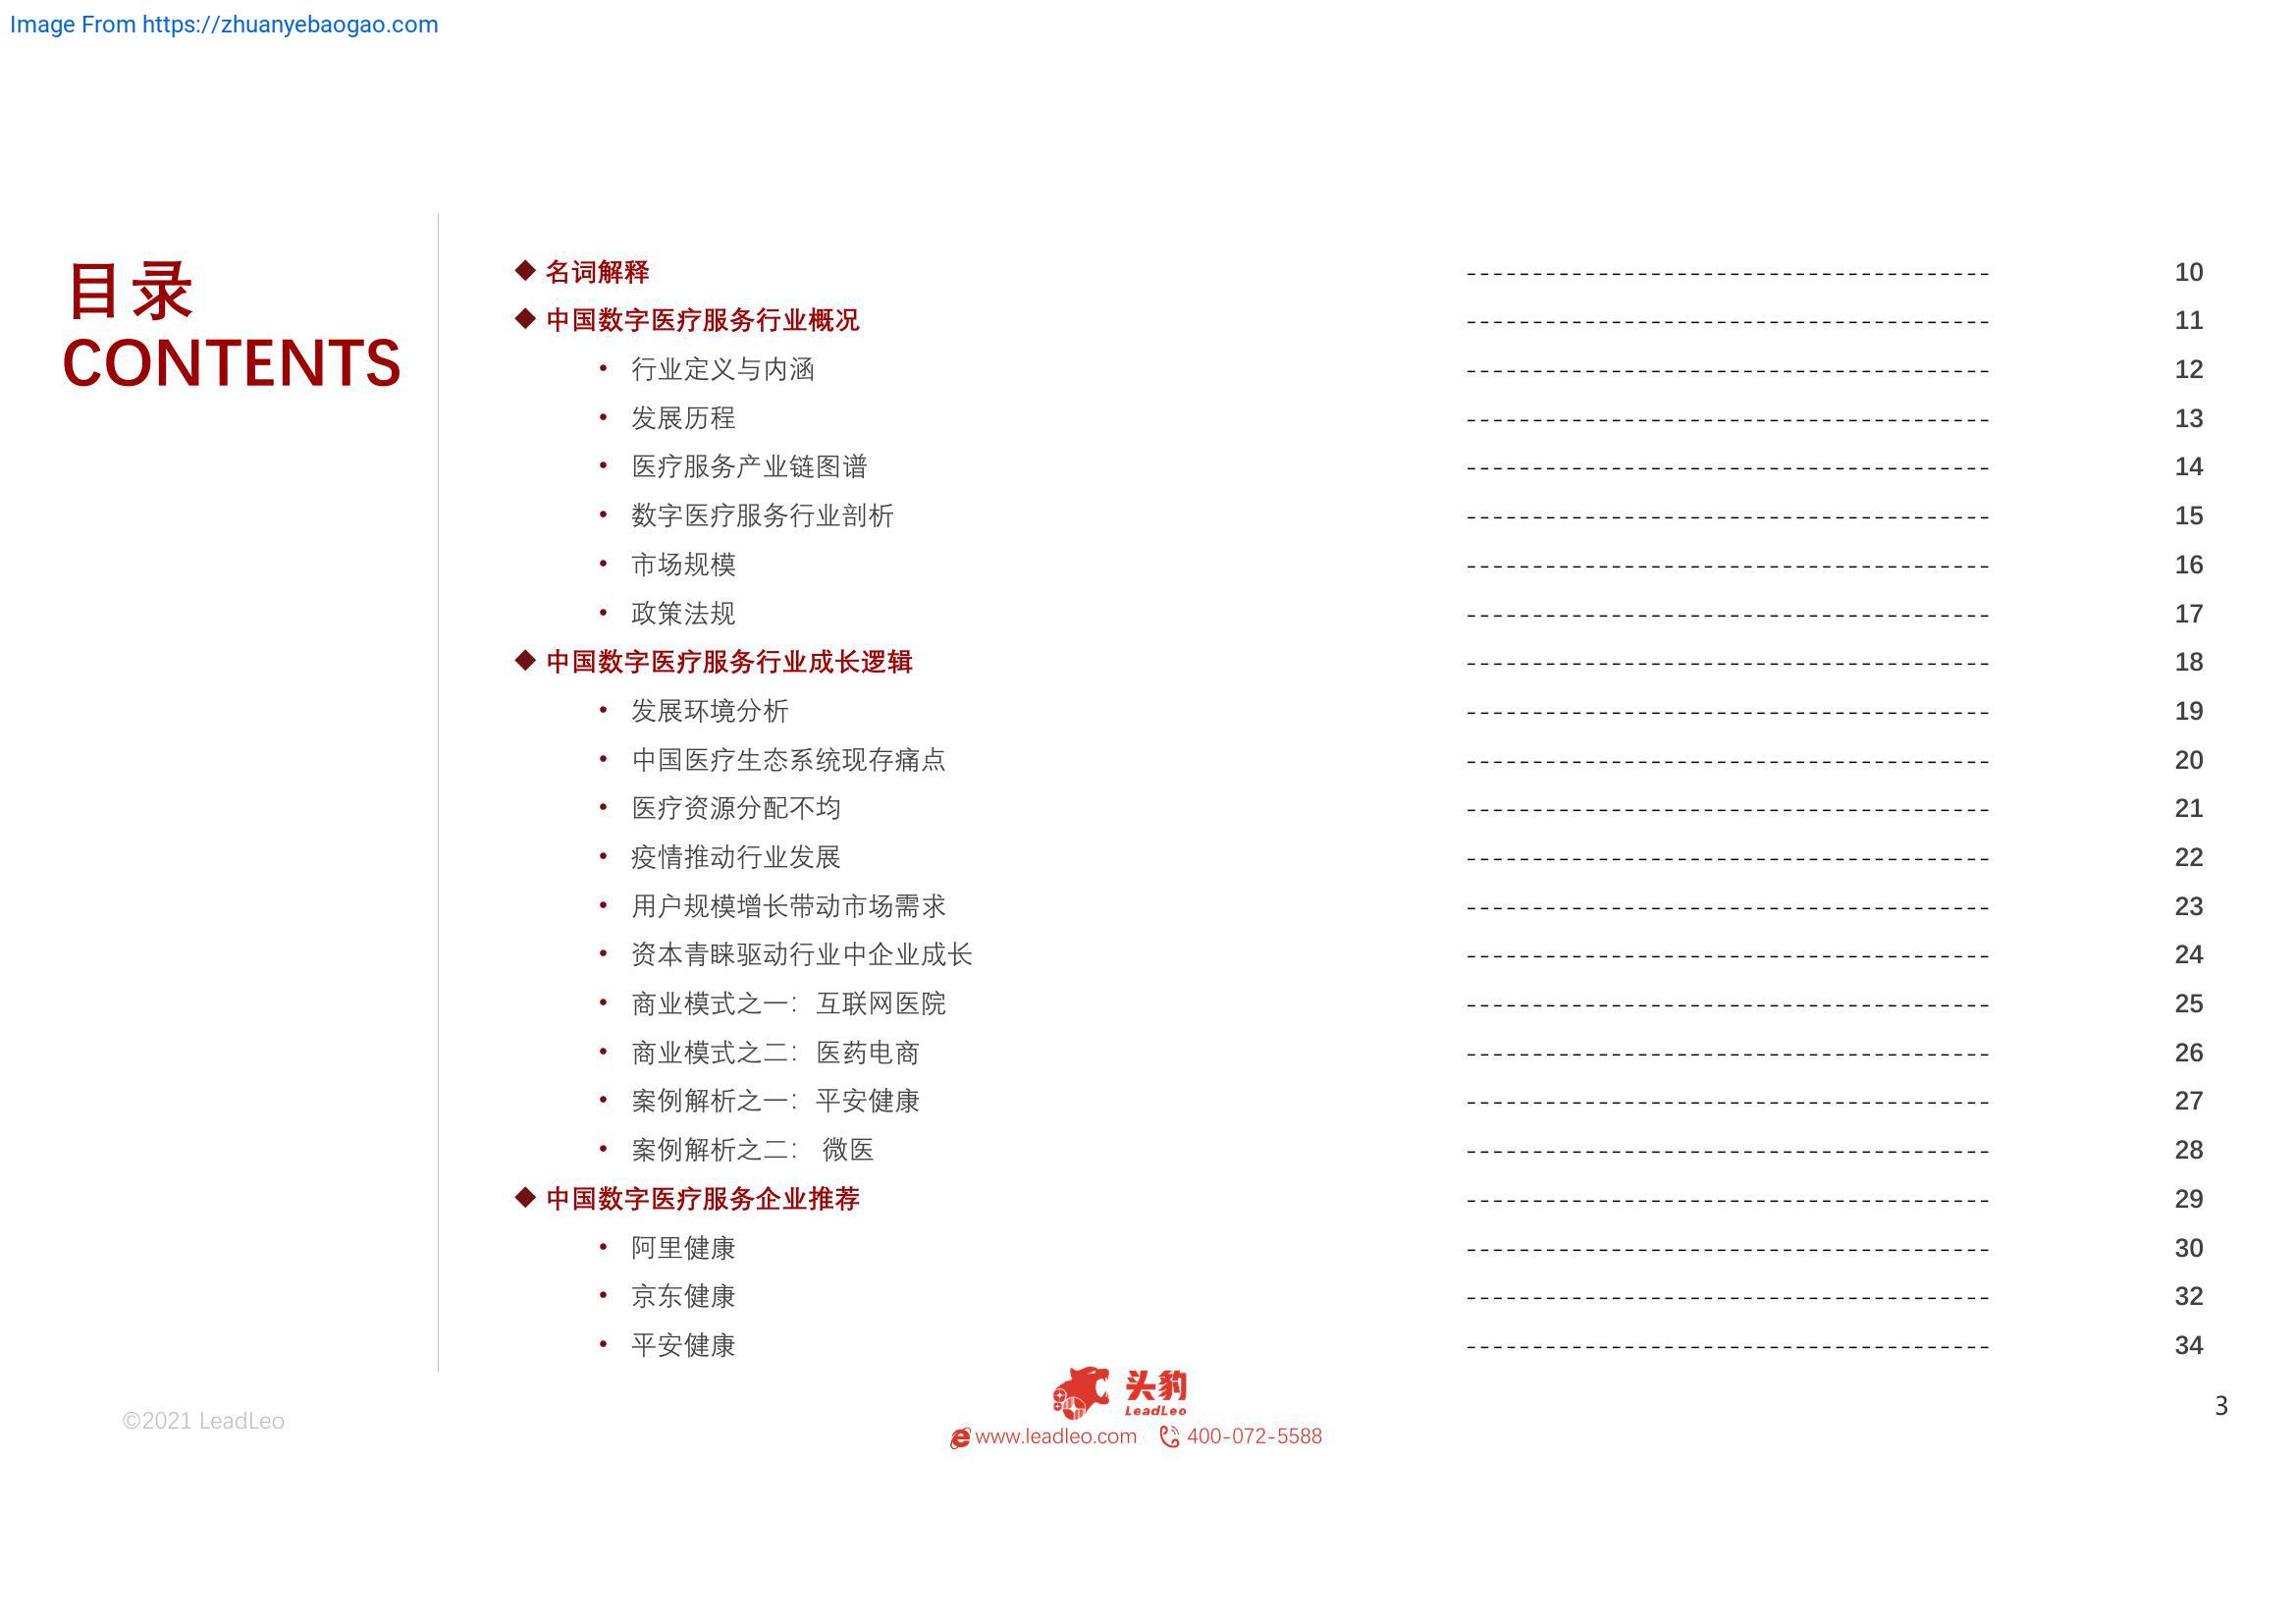 Image From https://zhuanyebaogao.com
目录
CONTENTS
◆ 名词解释 ---------------------------------------- 10
◆ 中国数字医疗服务行业概况 ---------------------------------------- 11
• 行业定义与内涵 ---------------------------------------- 12
• 发展历程 ---------------------------------------- 13
• 医疗服务产业链图谱 ---------------------------------------- 14
• 数字医疗服务行业剖析 ---------------------------------------- 15
• 市场规模 ---------------------------------------- 16
• 政策法规 ---------------------------------------- 17
◆ 中国数字医疗服务行业成长逻辑 ---------------------------------------- 18
• 发展环境分析 ---------------------------------------- 19
• 中国医疗生态系统现存痛点 ---------------------------------------- 20
• 医疗资源分配不均 ---------------------------------------- 21
• 疫情推动行业发展 ---------------------------------------- 22
• 用户规模增长带动市场需求 ---------------------------------------- 23
• 资本青睐驱动行业中企业成长 ---------------------------------------- 24
• 商业模式之一：互联网医院 ---------------------------------------- 25
• 商业模式之二：医药电商 ---------------------------------------- 26
• 案例解析之一：平安健康 ---------------------------------------- 27
• 案例解析之二： 微医 ---------------------------------------- 28
◆ 中国数字医疗服务企业推荐 ---------------------------------------- 29
• 阿里健康 ---------------------------------------- 30
• 京东健康 ---------------------------------------- 32
• 平安健康 ---------------------------------------- 34
头豹
LeadLeo
www.leadleo.com 400-072-5588
©2021 LeadLeo
3